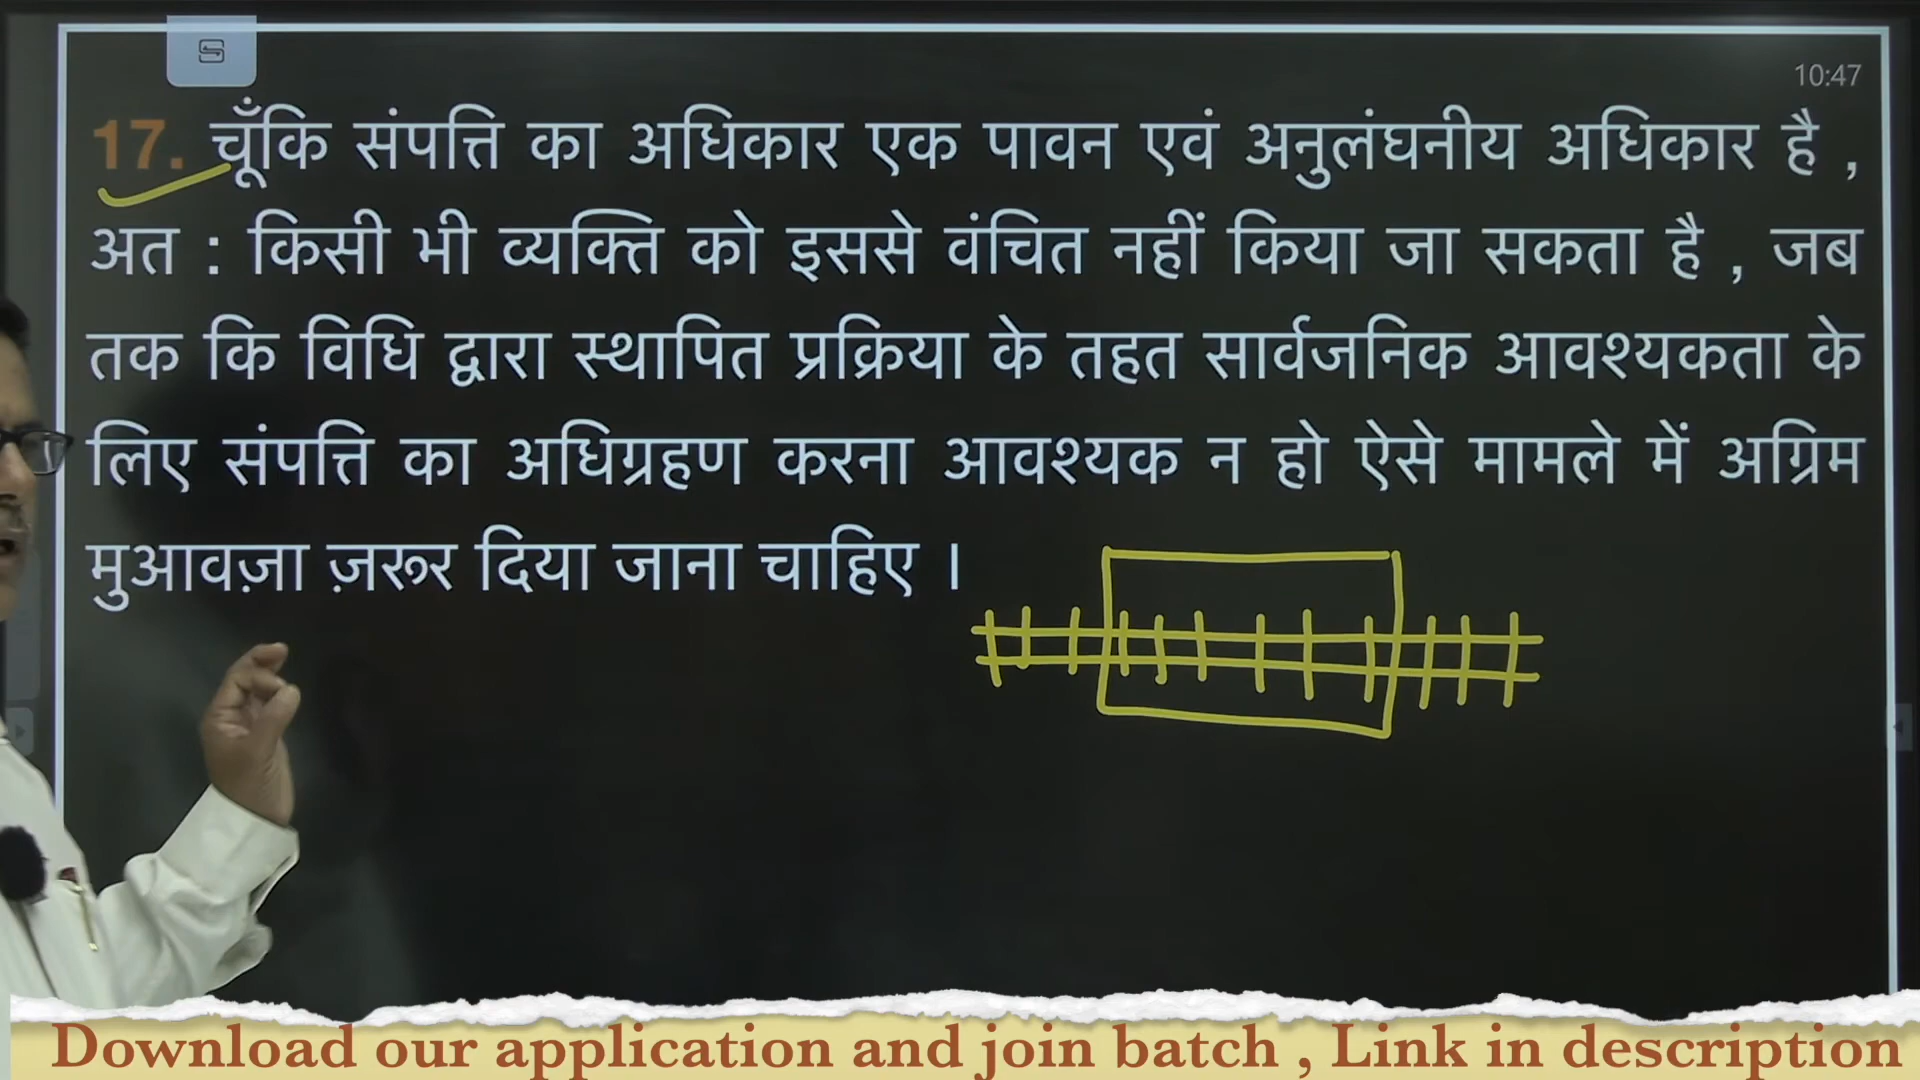 10:47
17. चूँकि संपत्ति का अधिकार एक पावन एवं अनुलंघनीय अधिकार है ,
अत : किसी भी व्यक्ति को इससे वंचित नहीं किया जा सकता है , जब
तक कि विधि द्वारा स्थापित प्रक्रिया के तहत सार्वजनिक आवश्यकता के
लिए संपत्ति का अधिग्रहण करना आवश्यक न हो ऐसे मामले में अग्रिम
मुआवज़ा ज़रूर दिया जाना चाहिए ।
Download our application and join batch , Link in description